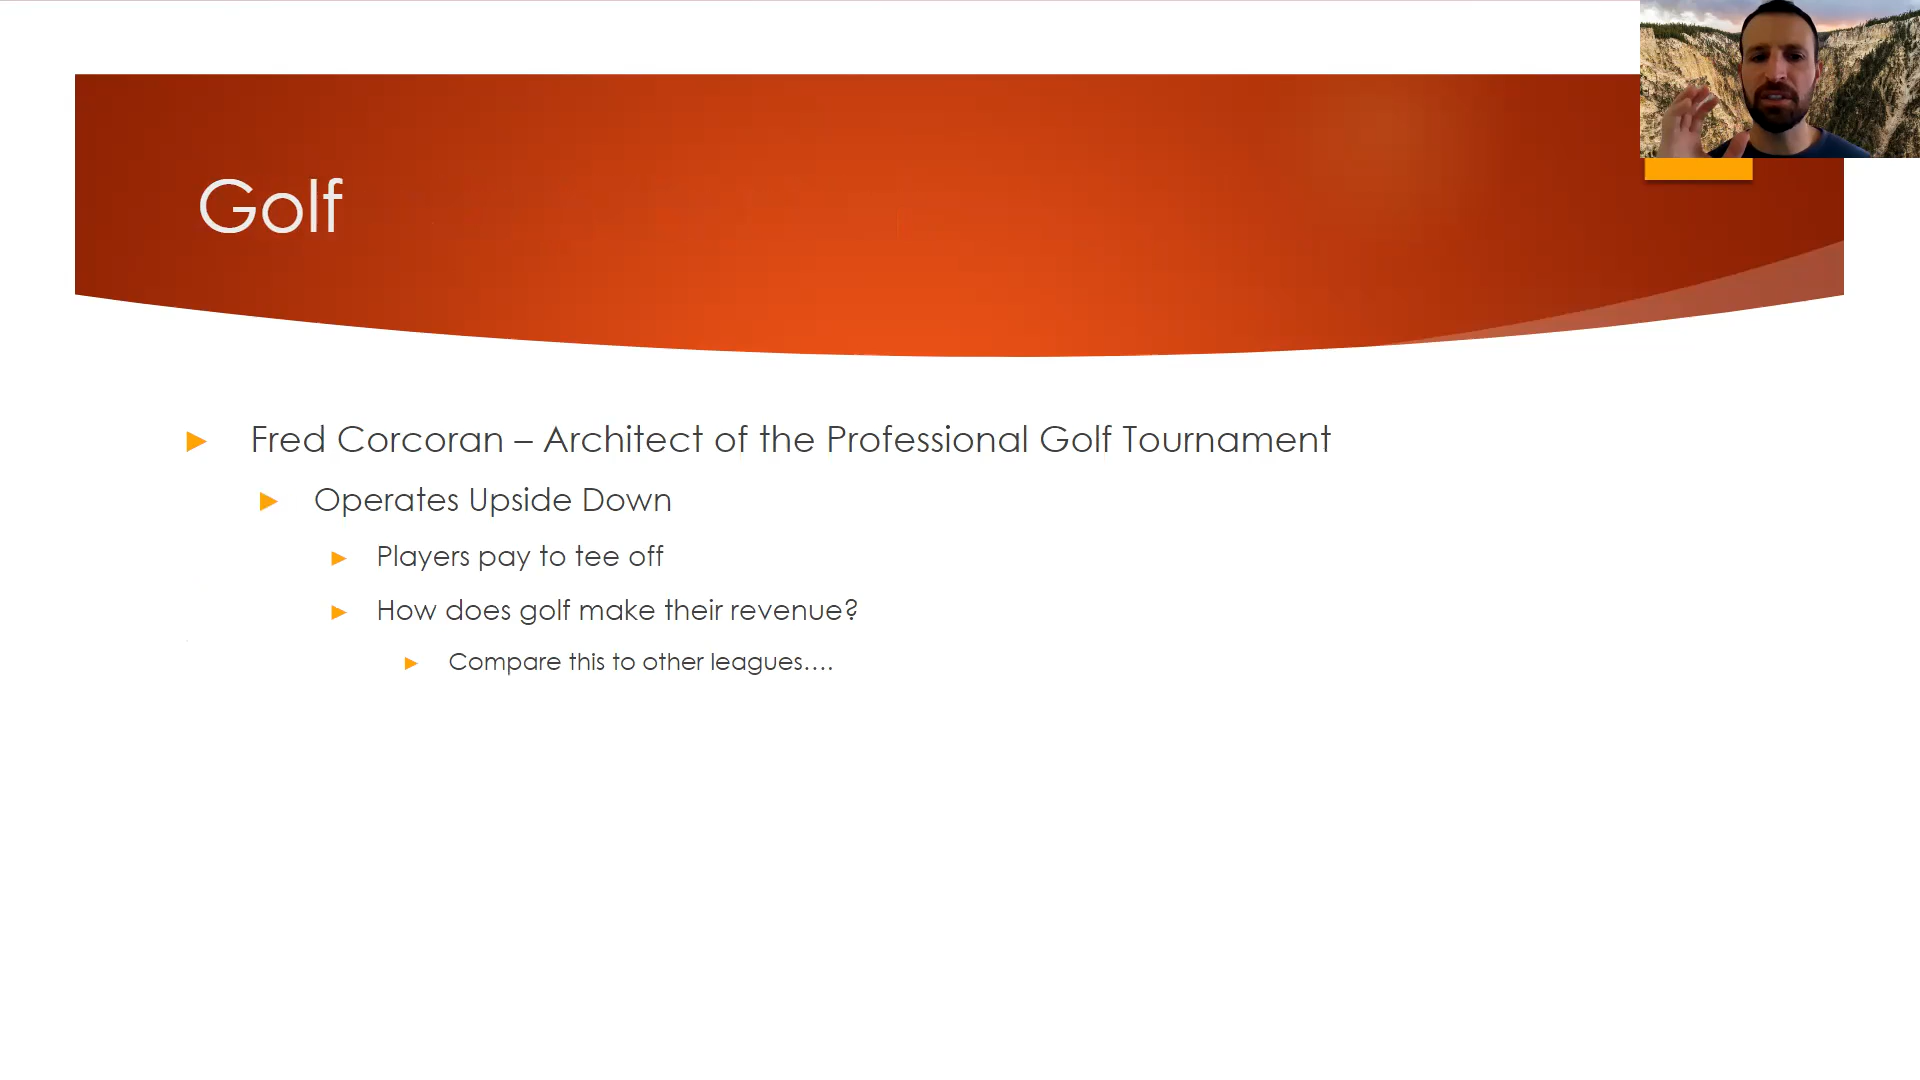 Golf
Fred Corcoran – Architect of the Professional Golf Tournament
Operates Upside Down
Players pay to tee off
How does golf make their revenue?
Compare this to other leagues….